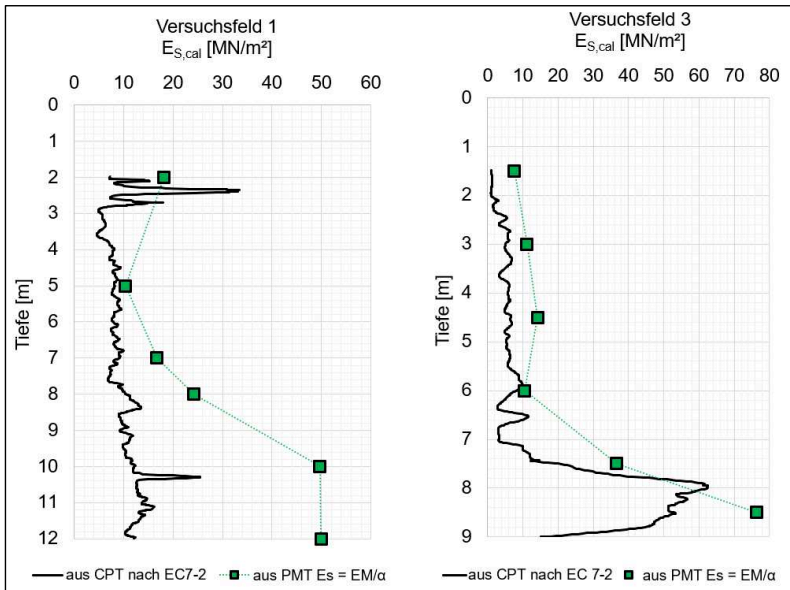 Versuchsfeld 1
E_S,cal [MN/m²]
0 10 20 30 40 50 60
0
1
2
3
4
5
6
7
8
9
10
11
12
Tiefe [m]
aus CPT nach EC7-2 aus PMT Es = EM/α
Versuchsfeld 3
E_S,cal [MN/m²]
0 10 20 30 40 50 60 70 80
0
1
2
3
4
5
6
7
8
9
Tiefe [m]
aus CPT nach EC 7-2 aus PMT Es = EM/α